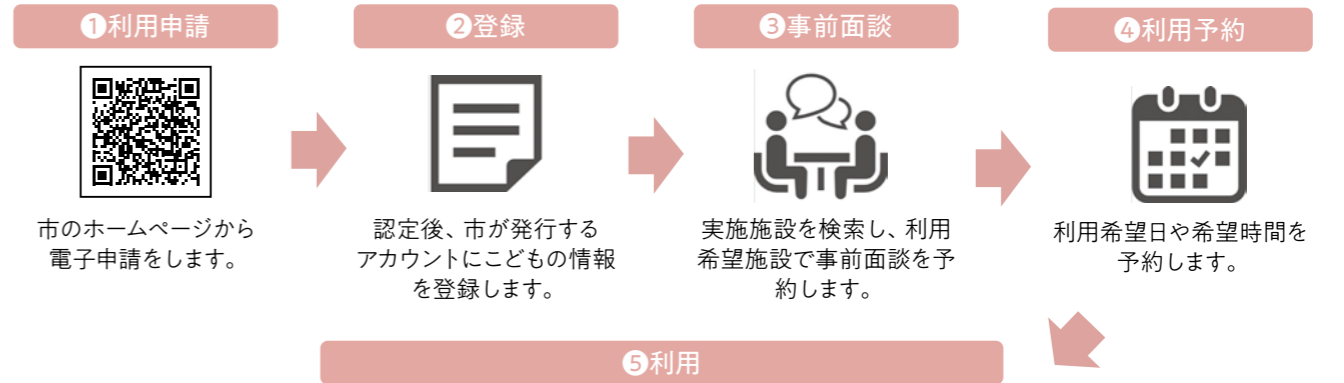 ❶利用申請
❷登録
❸事前面談
❹利用予約
市のホームページから
電子申請をします。
認定後、市が発行する
アカウントにこどもの情報
を登録します。
実施施設を検索し、利用
希望施設で事前面談を予
約します。
利用希望日や希望時間を
予約します。
❺利用